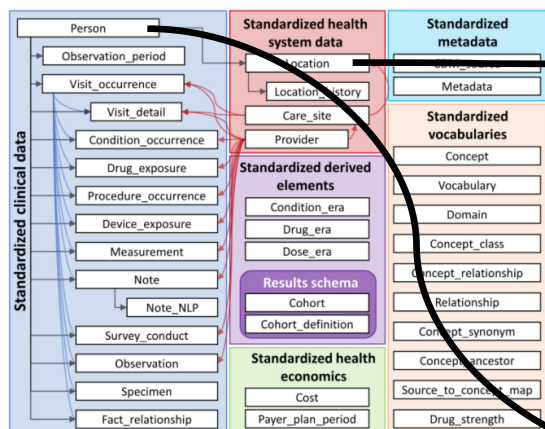 Standardized clinical data
Person
Observation_period
Visit_occurrence
Visit_detail
Condition_occurrence
Drug_exposure
Procedure_occurrence
Device_exposure
Measurement
Note
Note_NLP
Survey_conduct
Observation
Specimen
Fact_relationship
Standardized health
system data
Location
Location_history
Care_site
Provider
Standardized derived
elements
Condition_era
Drug_era
Dose_era
Results schema
Cohort
Cohort_definition
Standardized health
economics
Cost
Payer_plan_period
Standardized
metadata
CDM_source
Metadata
Standardized
vocabularies
Concept
Vocabulary
Domain
Concept_class
Concept_relationship
Relationship
Concept_synonym
Concept_ancestor
Source_to_concept_map
Drug_strength